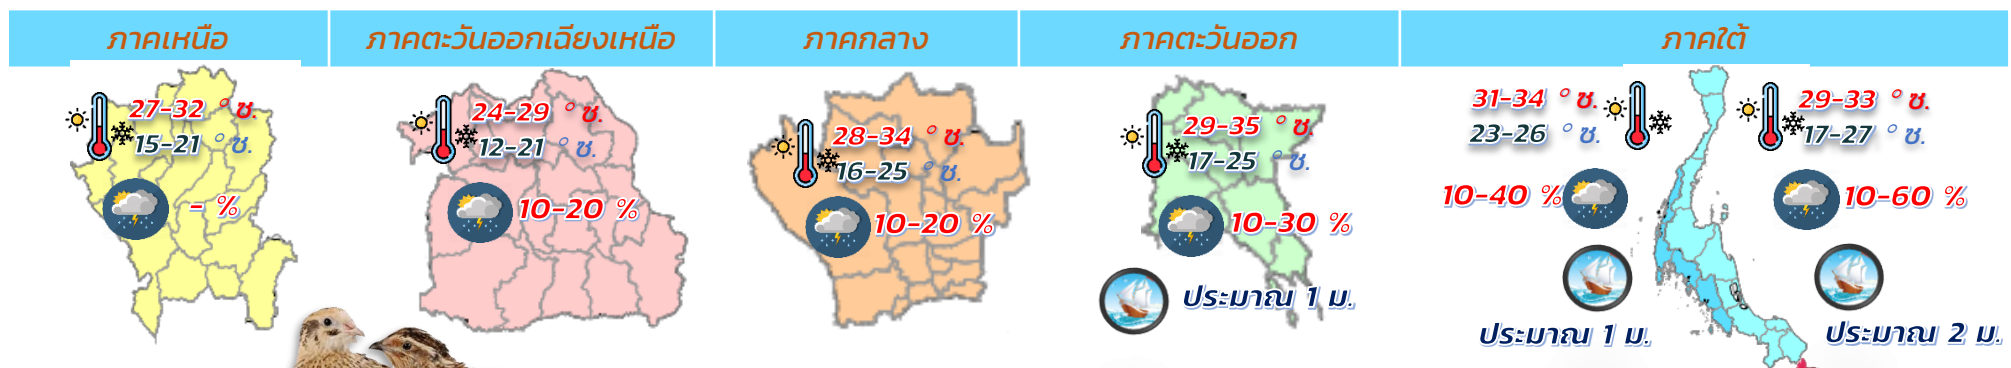 ภาคเหนือ
27-32 °ซ.
15-21 °ซ.
- %
ภาคตะวันออกเฉียงเหนือ
24-29 °ซ.
12-21 °ซ.
10-20 %
ภาคกลาง
28-34 °ซ.
16-25 °ซ.
10-20 %
ภาคตะวันออก
29-35 °ซ.
17-25 °ซ.
10-30 %
ประมาณ 1 ม.
ภาคใต้
31-34 °ซ.
23-26 °ซ.
10-40 %
ประมาณ 1 ม.
29-33 °ซ.
17-27 °ซ.
10-60 %
ประมาณ 2 ม.